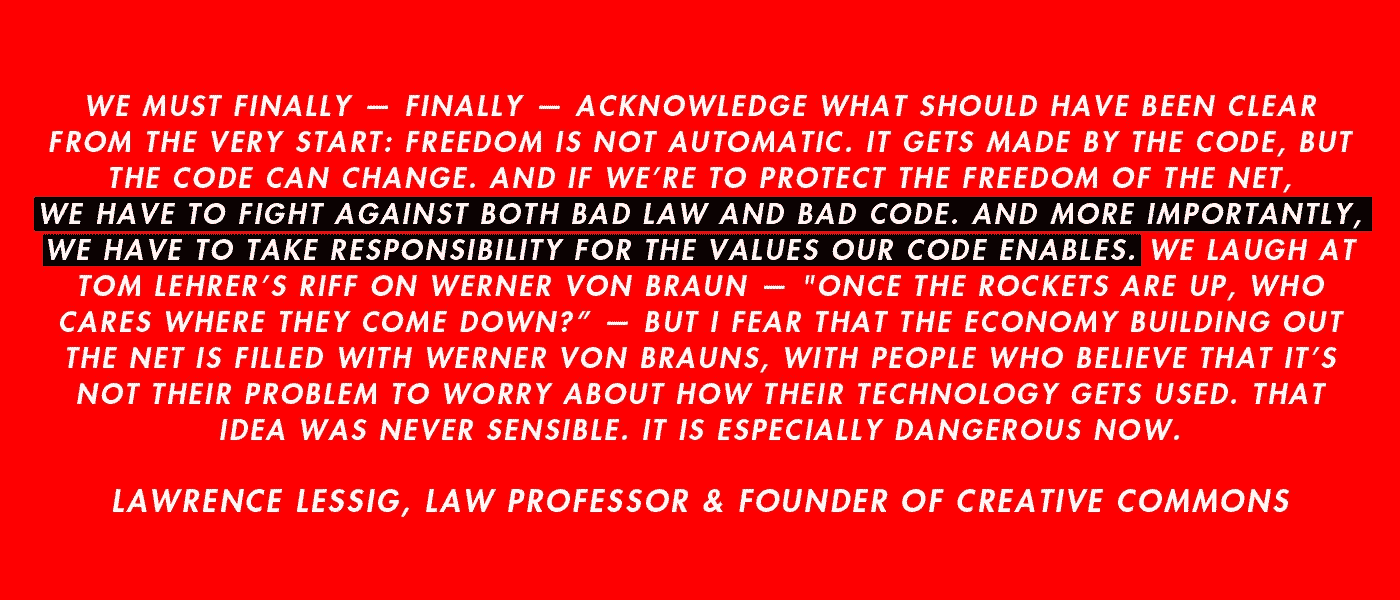 WE MUST FINALLY — FINALLY — ACKNOWLEDGE WHAT SHOULD HAVE BEEN CLEAR
FROM THE VERY START: FREEDOM IS NOT AUTOMATIC. IT GETS MADE BY THE CODE, BUT
THE CODE CAN CHANGE. AND IF WE’RE TO PROTECT THE FREEDOM OF THE NET,
WE HAVE TO FIGHT AGAINST BOTH BAD LAW AND BAD CODE. AND MORE IMPORTANTLY,
WE HAVE TO TAKE RESPONSIBILITY FOR THE VALUES OUR CODE ENABLES. WE LAUGH AT
TOM LEHRER’S RIFF ON WERNER VON BRAUN — "ONCE THE ROCKETS ARE UP, WHO
CARES WHERE THEY COME DOWN?” — BUT I FEAR THAT THE ECONOMY BUILDING OUT
THE NET IS FILLED WITH WERNER VON BRAUNS, WITH PEOPLE WHO BELIEVE THAT IT’S
NOT THEIR PROBLEM TO WORRY ABOUT HOW THEIR TECHNOLOGY GETS USED. THAT
IDEA WAS NEVER SENSIBLE. IT IS ESPECIALLY DANGEROUS NOW.
LAWRENCE LESSIG, LAW PROFESSOR & FOUNDER OF CREATIVE COMMONS